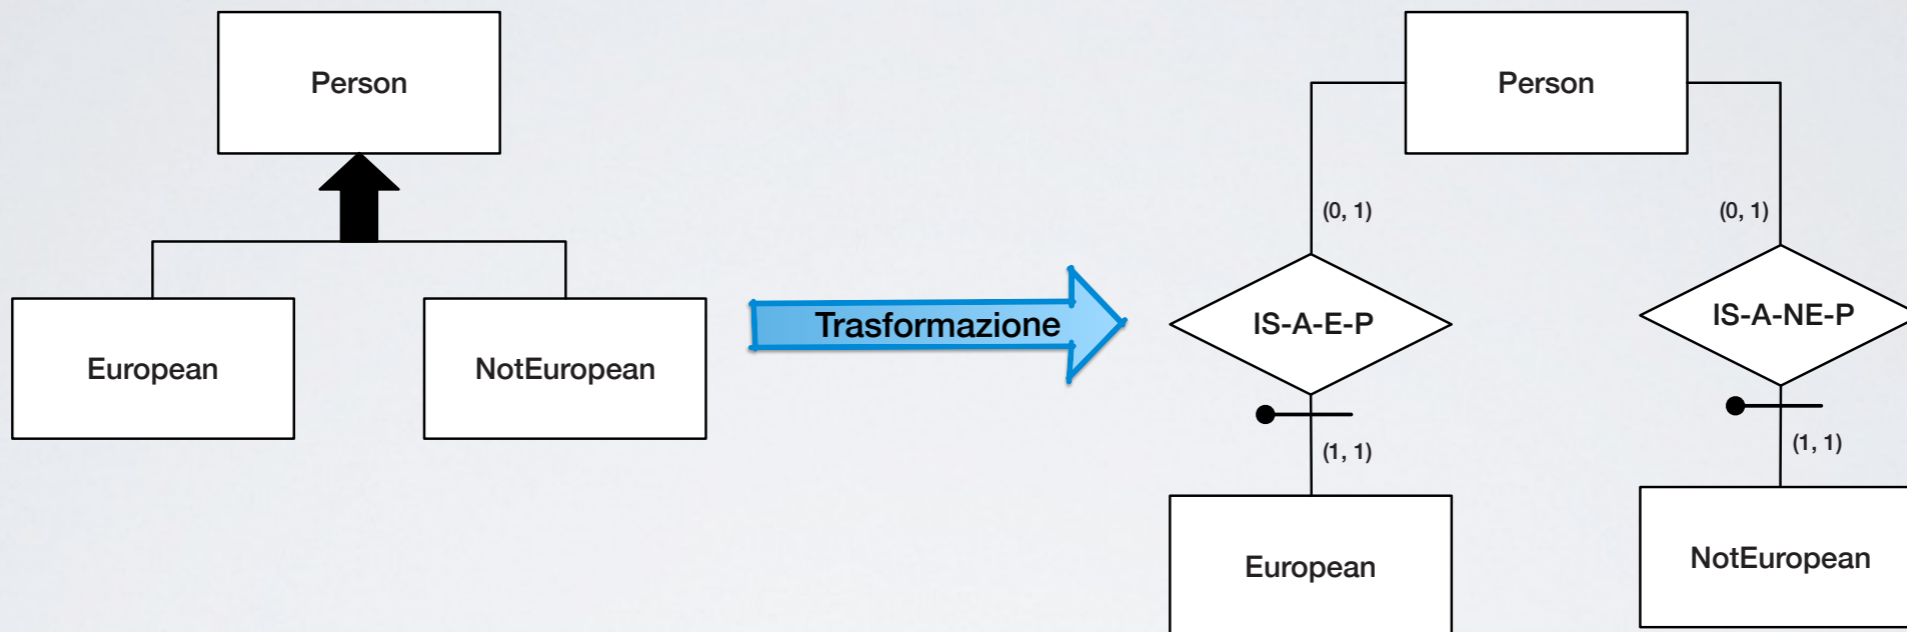 Person
European
NotEuropean
Trasformazione
Person
(0, 1)
(0, 1)
IS-A-E-P
IS-A-NE-P
(1, 1)
(1, 1)
European
NotEuropean